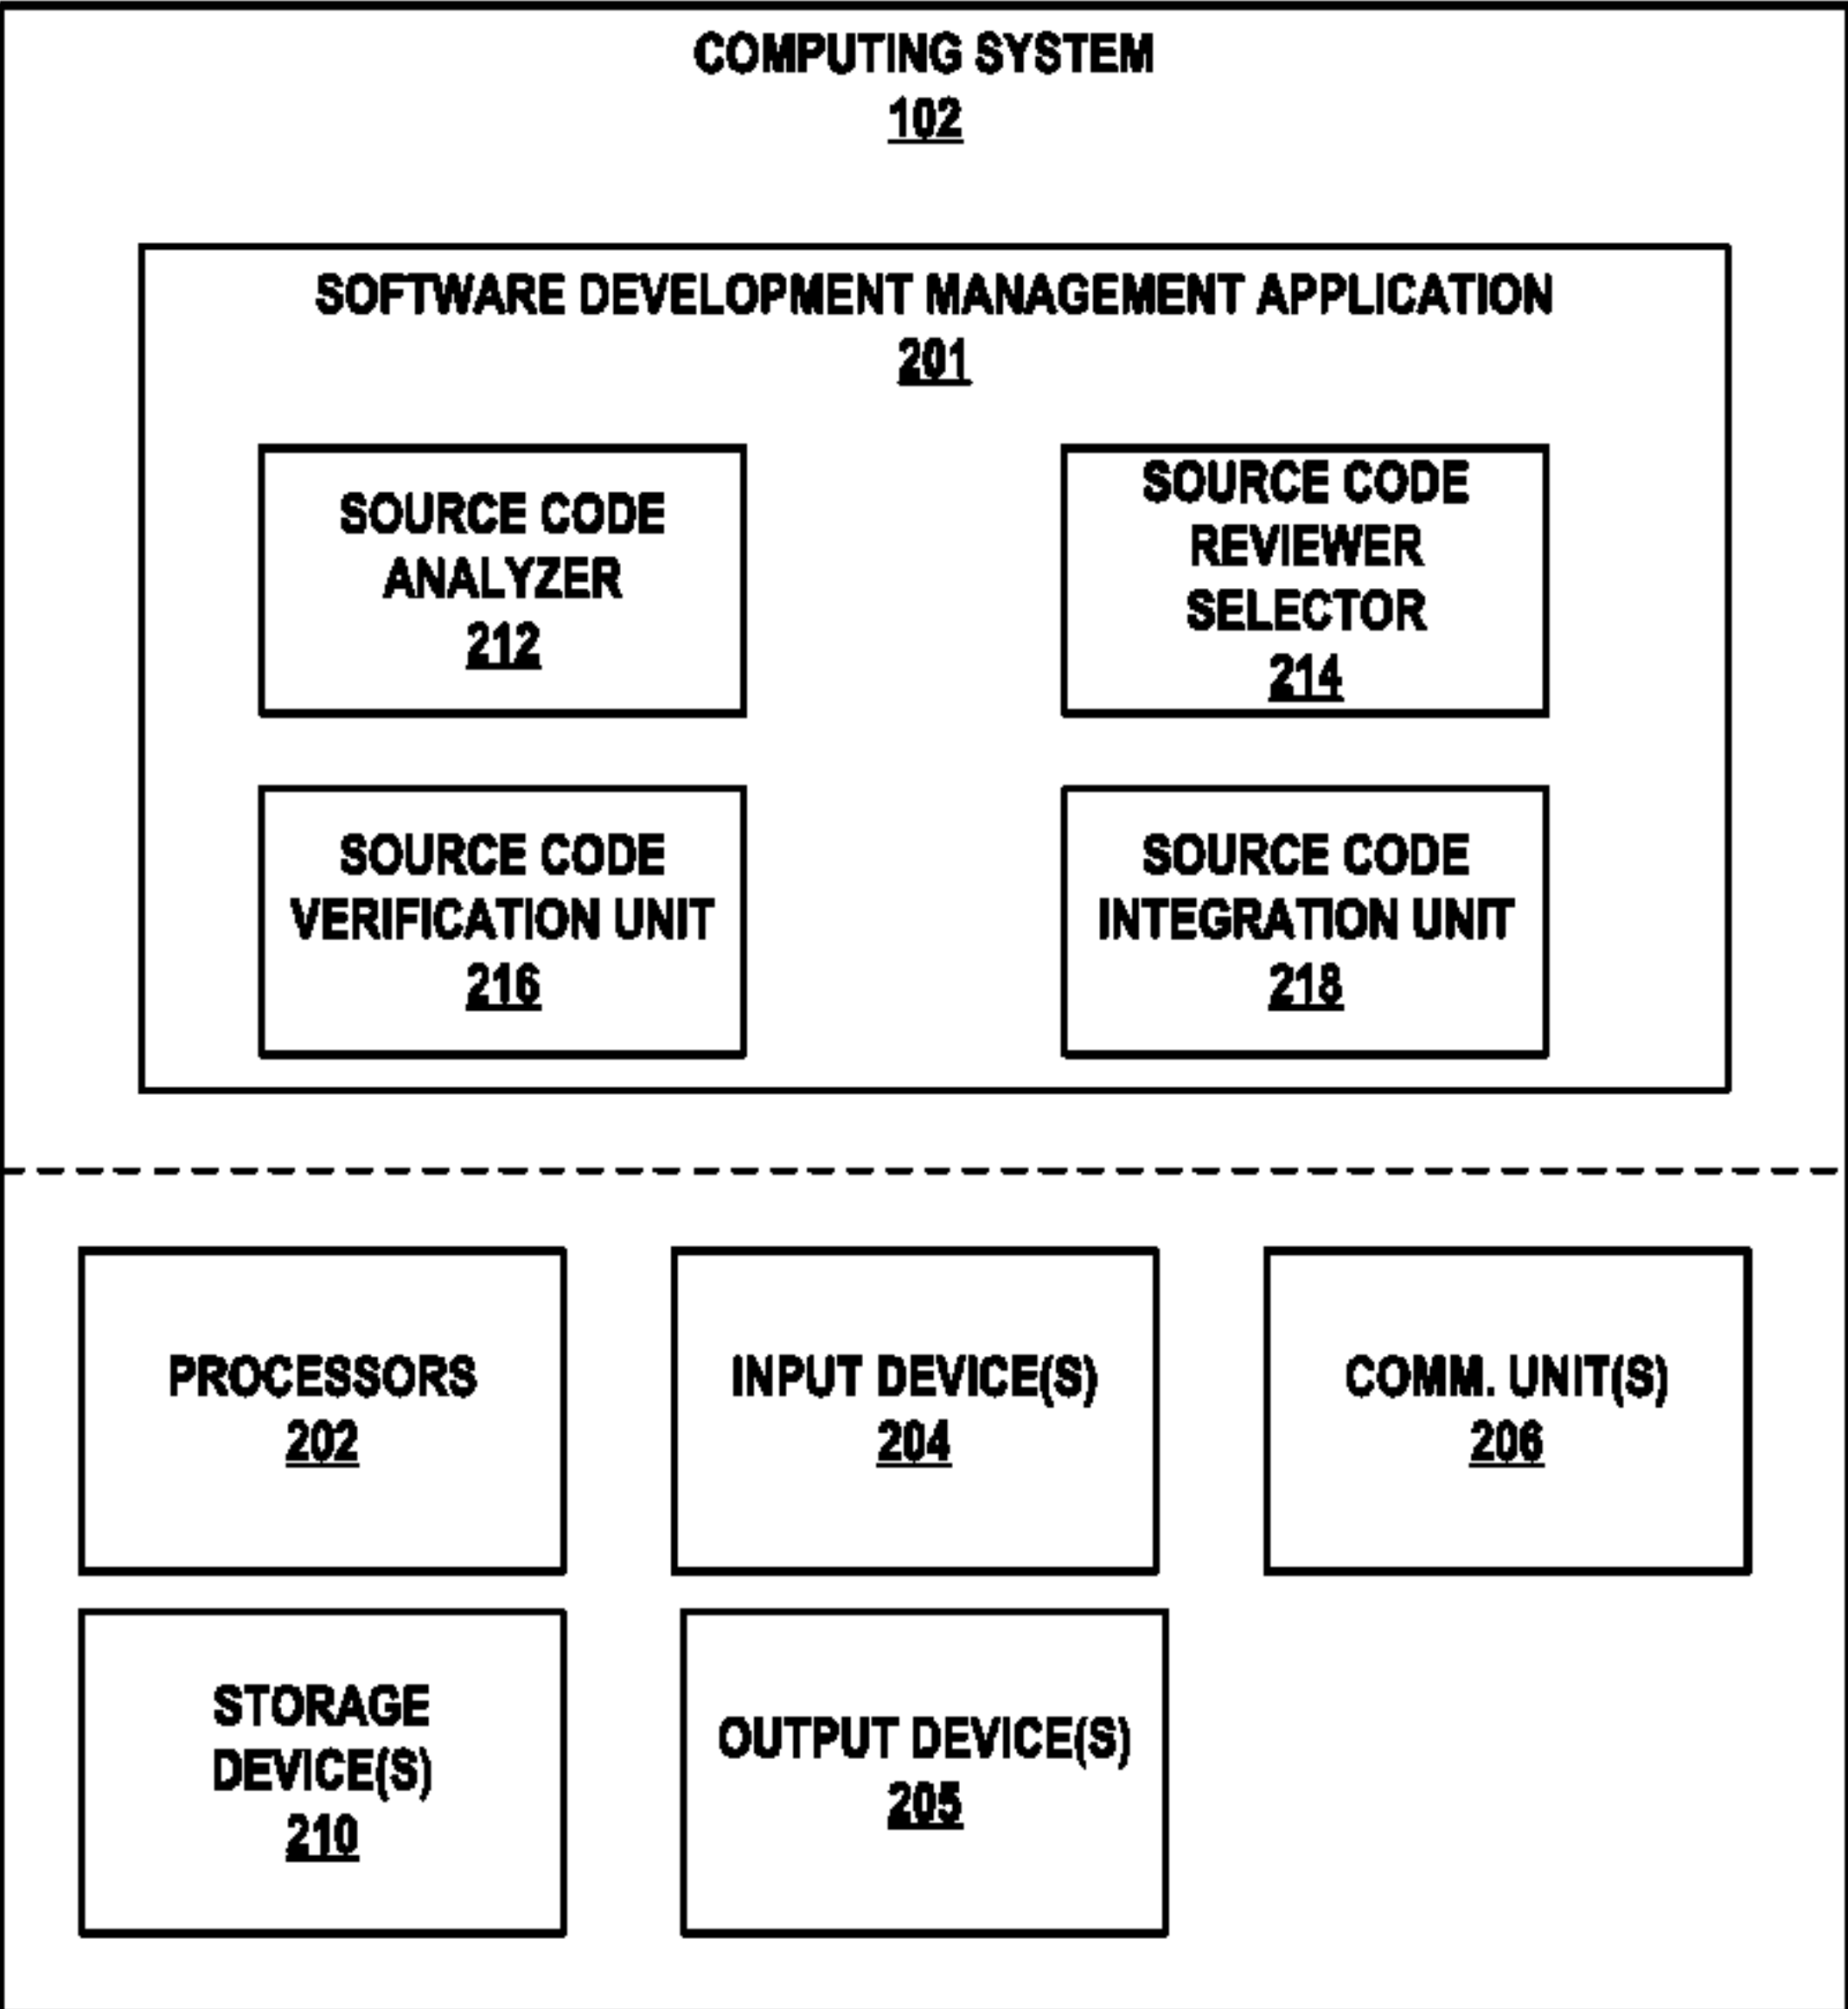 COMPUTING SYSTEM
102
SOFTWARE DEVELOPMENT MANAGEMENT APPLICATION
201
SOURCE CODE
ANALYZER
212
SOURCE CODE
REVIEWER
SELECTOR
214
SOURCE CODE
VERIFICATION UNIT
216
SOURCE CODE
INTEGRATION UNIT
218
PROCESSORS
202
INPUT DEVICE(S)
204
COMM. UNIT(S)
206
STORAGE
DEVICE(S)
210
OUTPUT DEVICE(S)
205